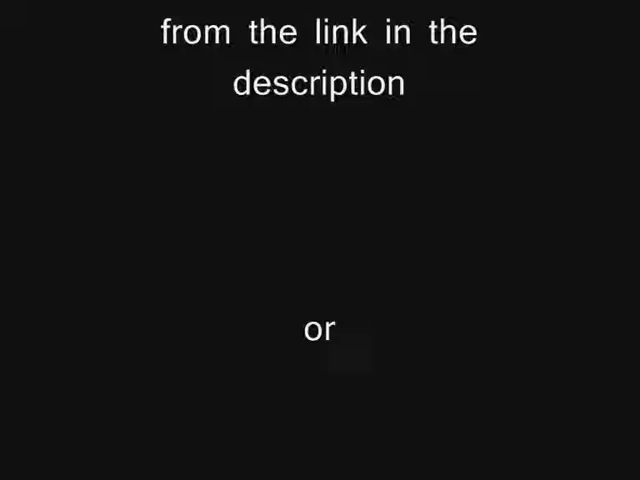 from the link in the
description
or